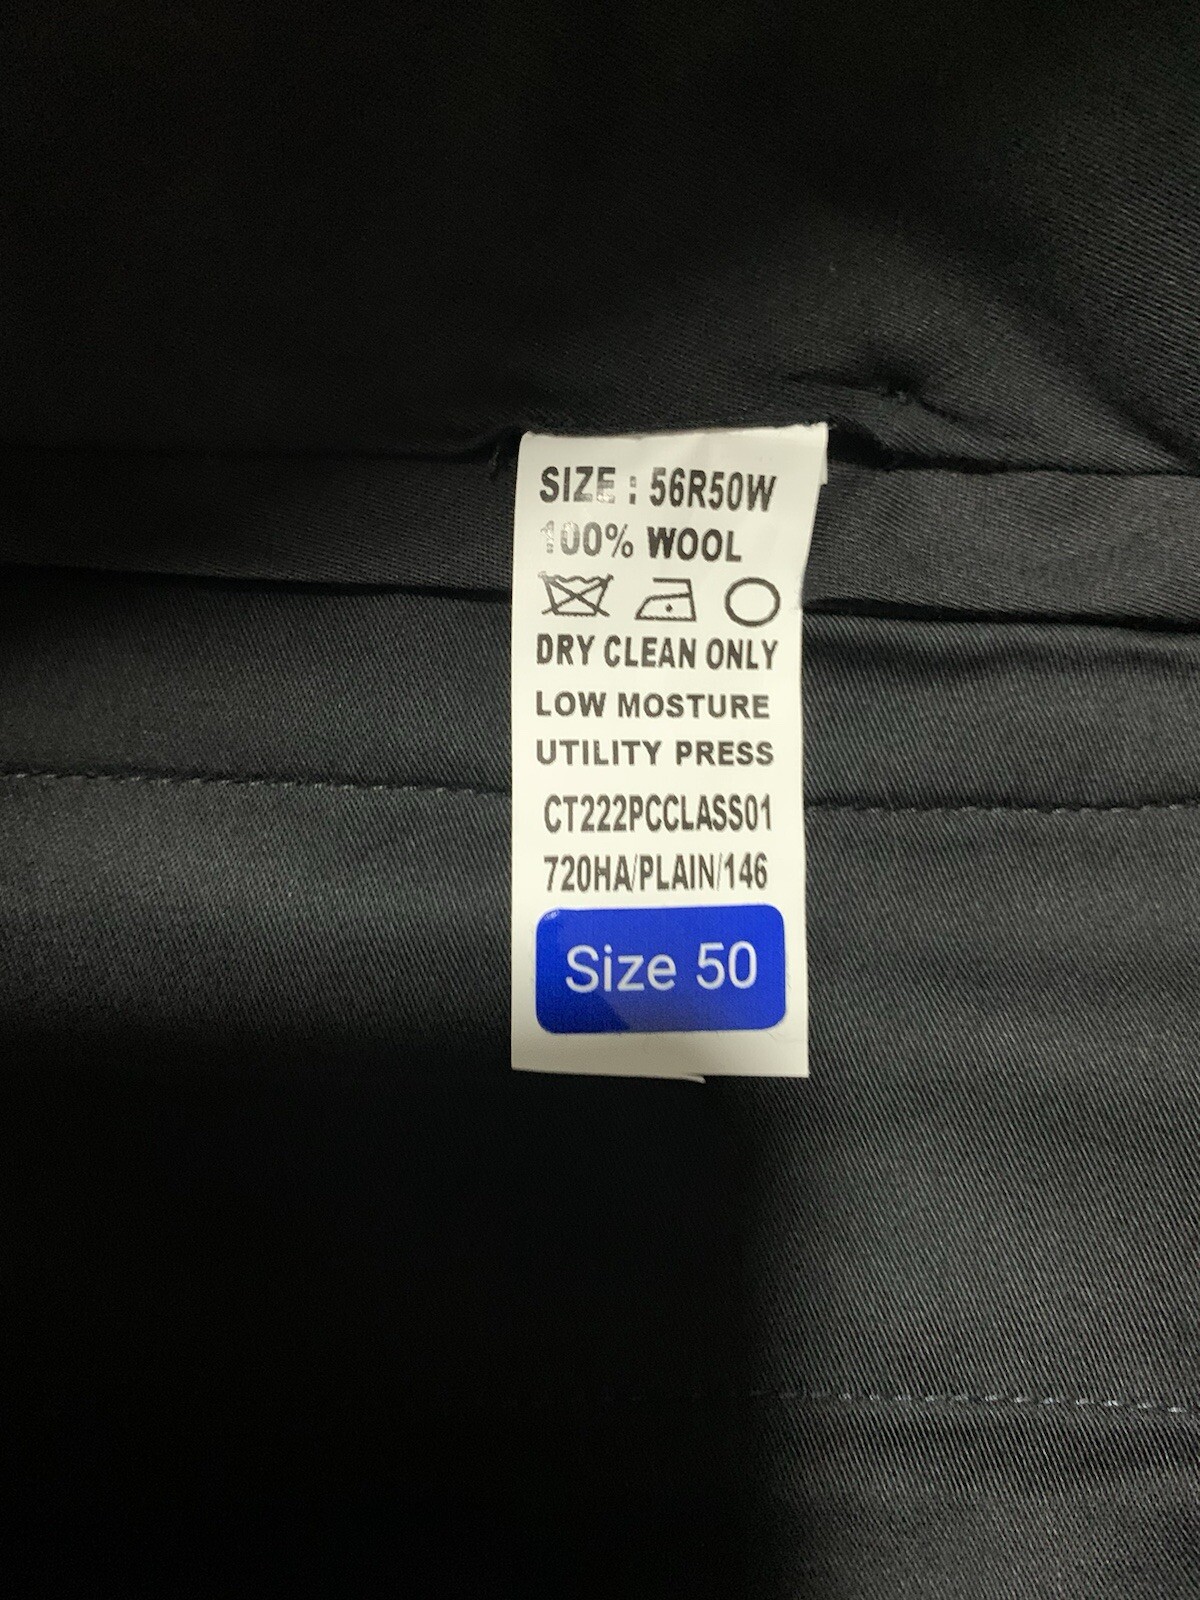 SIZE : 56R50W
100% WOOL
DRY CLEAN ONLY
LOW MOSTURE
UTILITY PRESS
CT222PCCLASS01
720HA/PLAIN/146
Size 50